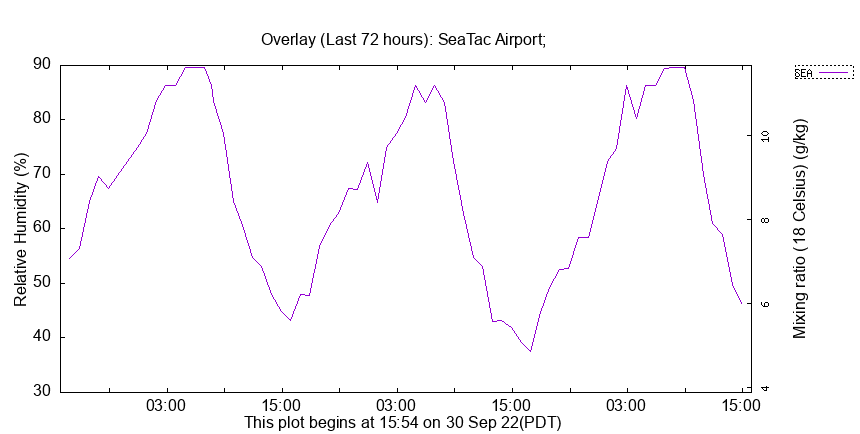 Overlay (Last 72 hours): SeaTac Airport;
SEA
90
80
70
60
50
40
30
Relative Humidity (%)
10
8
6
4
Mixing ratio (18 Celsius) (g/kg)
03:00 15:00 03:00 15:00 03:00 15:00
This plot begins at 15:54 on 30 Sep 22(PDT)